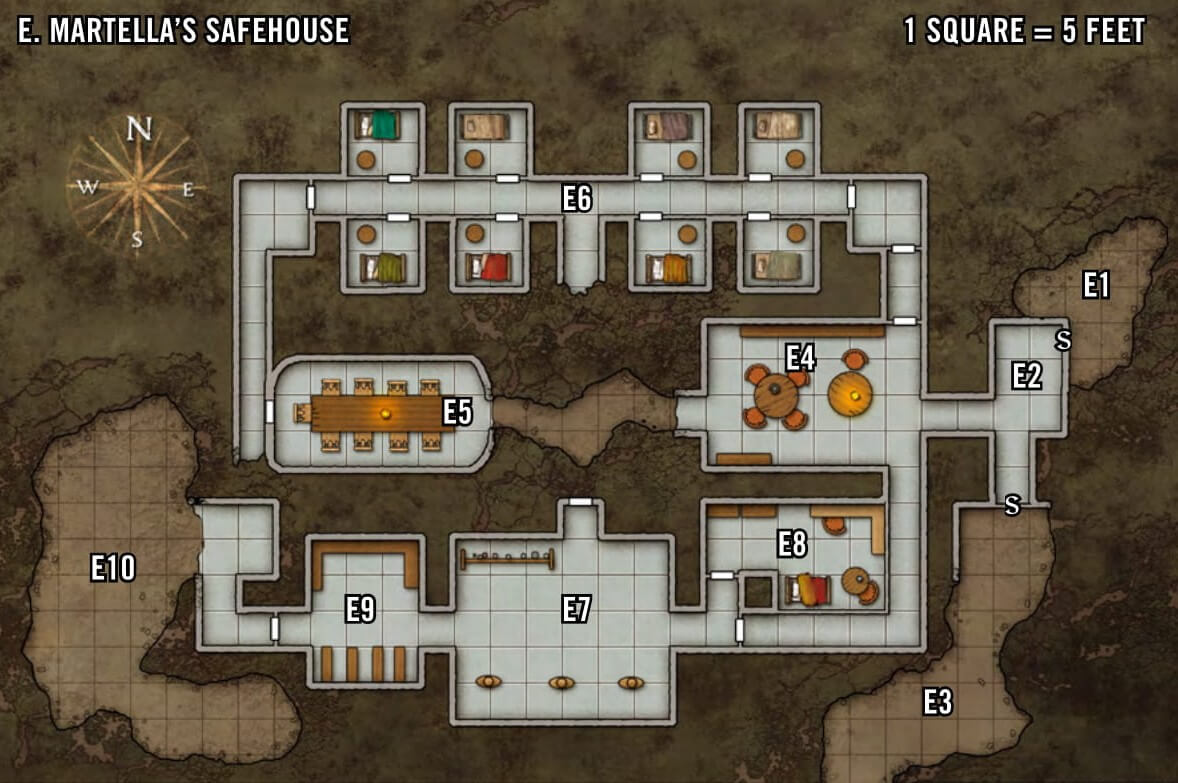 E. MARTELLA'S SAFEHOUSE
1 SQUARE = 5 FEET
N
W
E
S
E6
E1
S
E4
E2
E5
S
E8
E10
E9
E7
E3